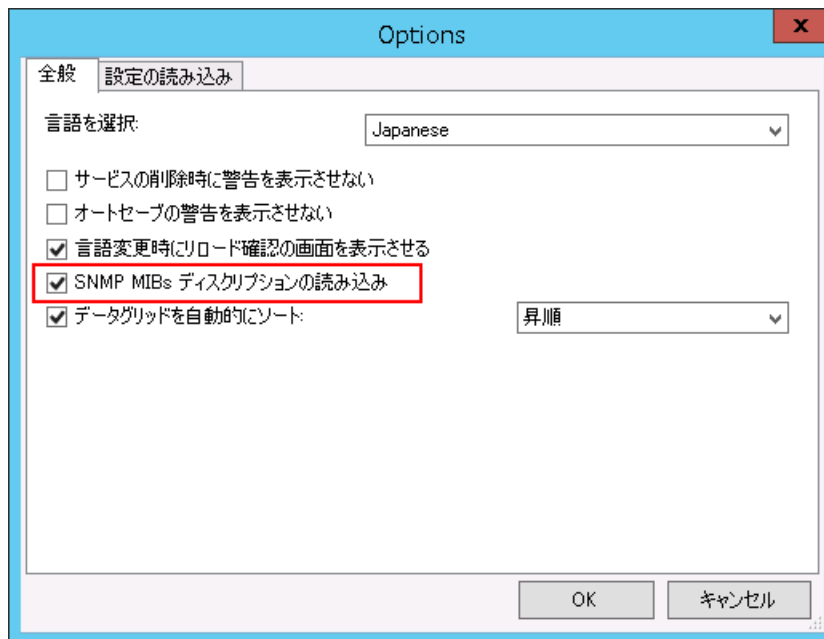 Options
x
全般 設定の読み込み
言語を選択: Japanese
サービスの削除時に警告を表示させない
オートセーブの警告を表示させない
言語変更時にリロード確認の画面を表示させる
SNMP MIBs ディスクリプションの読み込み
データグリッドを自動的にソート: 昇順
OK キャンセル